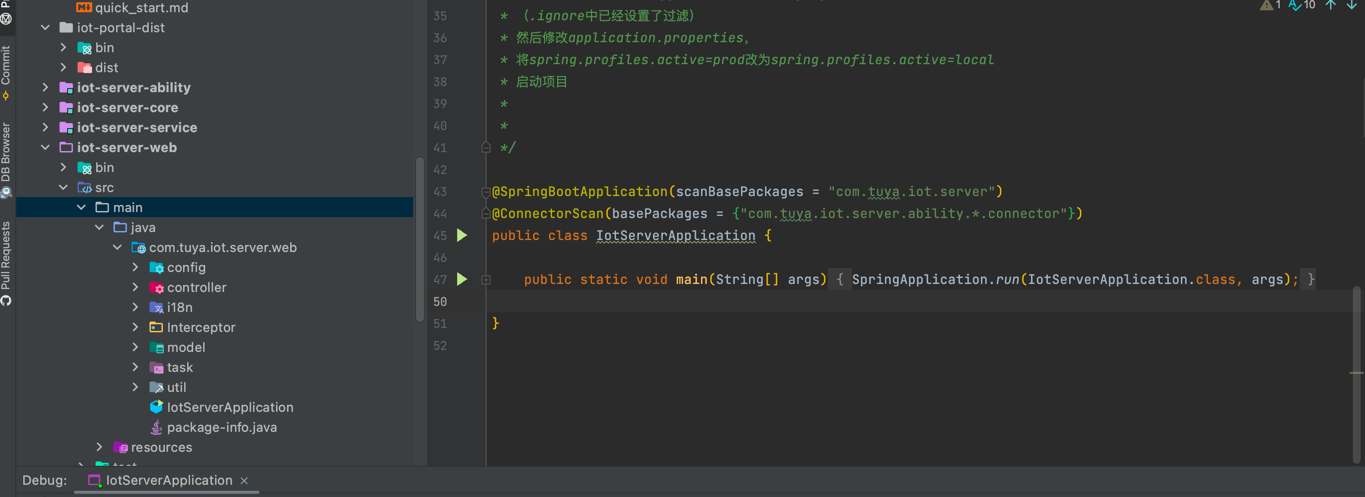 quick_start.md
iot-portal-dist
bin
dist
iot-server-ability
iot-server-core
iot-server-service
iot-server-web
bin
src
main
java
com.tuya.iot.server.web
config
controller
i18n
Interceptor
model
task
util
IotServerApplication
package-info.java
resources
Commit
DB Browser
Pull Requests
1 10
35 * （.ignore中已经设置了过滤）
36 * 然后修改application.properties,
37 * 将spring.profiles.active=prod改为spring.profiles.active=local
38 * 启动项目
39 *
40 *
41 */
42
43 @SpringBootApplication(scanBasePackages = "com.tuya.iot.server")
44 @ConnectorScan(basePackages = {"com.tuya.iot.server.ability.*.connector"})
45 public class IotServerApplication {
46
47 public static void main(String[] args) { SpringApplication.run(IotServerApplication.class, args); }
50
51 }
52
Debug: IotServerApplication ×